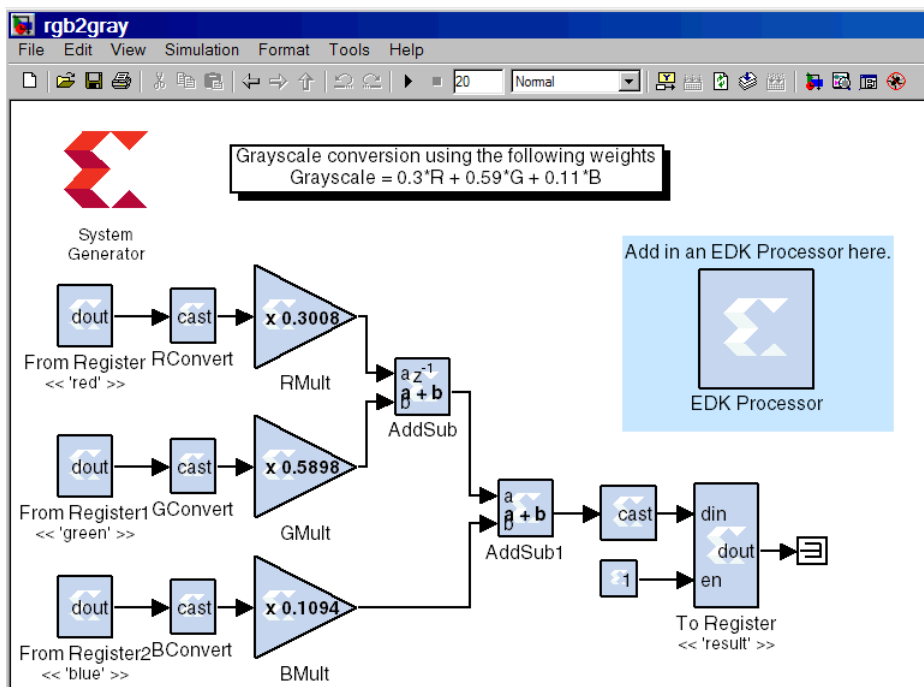 rgb2gray
File Edit View Simulation Format Tools Help
20 Normal
Grayscale conversion using the following weights
Grayscale = 0.3*R + 0.59*G + 0.11*B
System
Generator
Add in an EDK Processor here.
EDK Processor
dout cast x 0.3008
From Register RConvert
<< 'red' >>
RMult
a z-1
b a + b
AddSub
dout cast x 0.5898
From Register1 GConvert
<< 'green' >>
GMult
a
b a + b
AddSub1
cast
din
dout
en
1
To Register
<< 'result' >>
dout cast x 0.1094
From Register2 BConvert
<< 'blue' >>
BMult